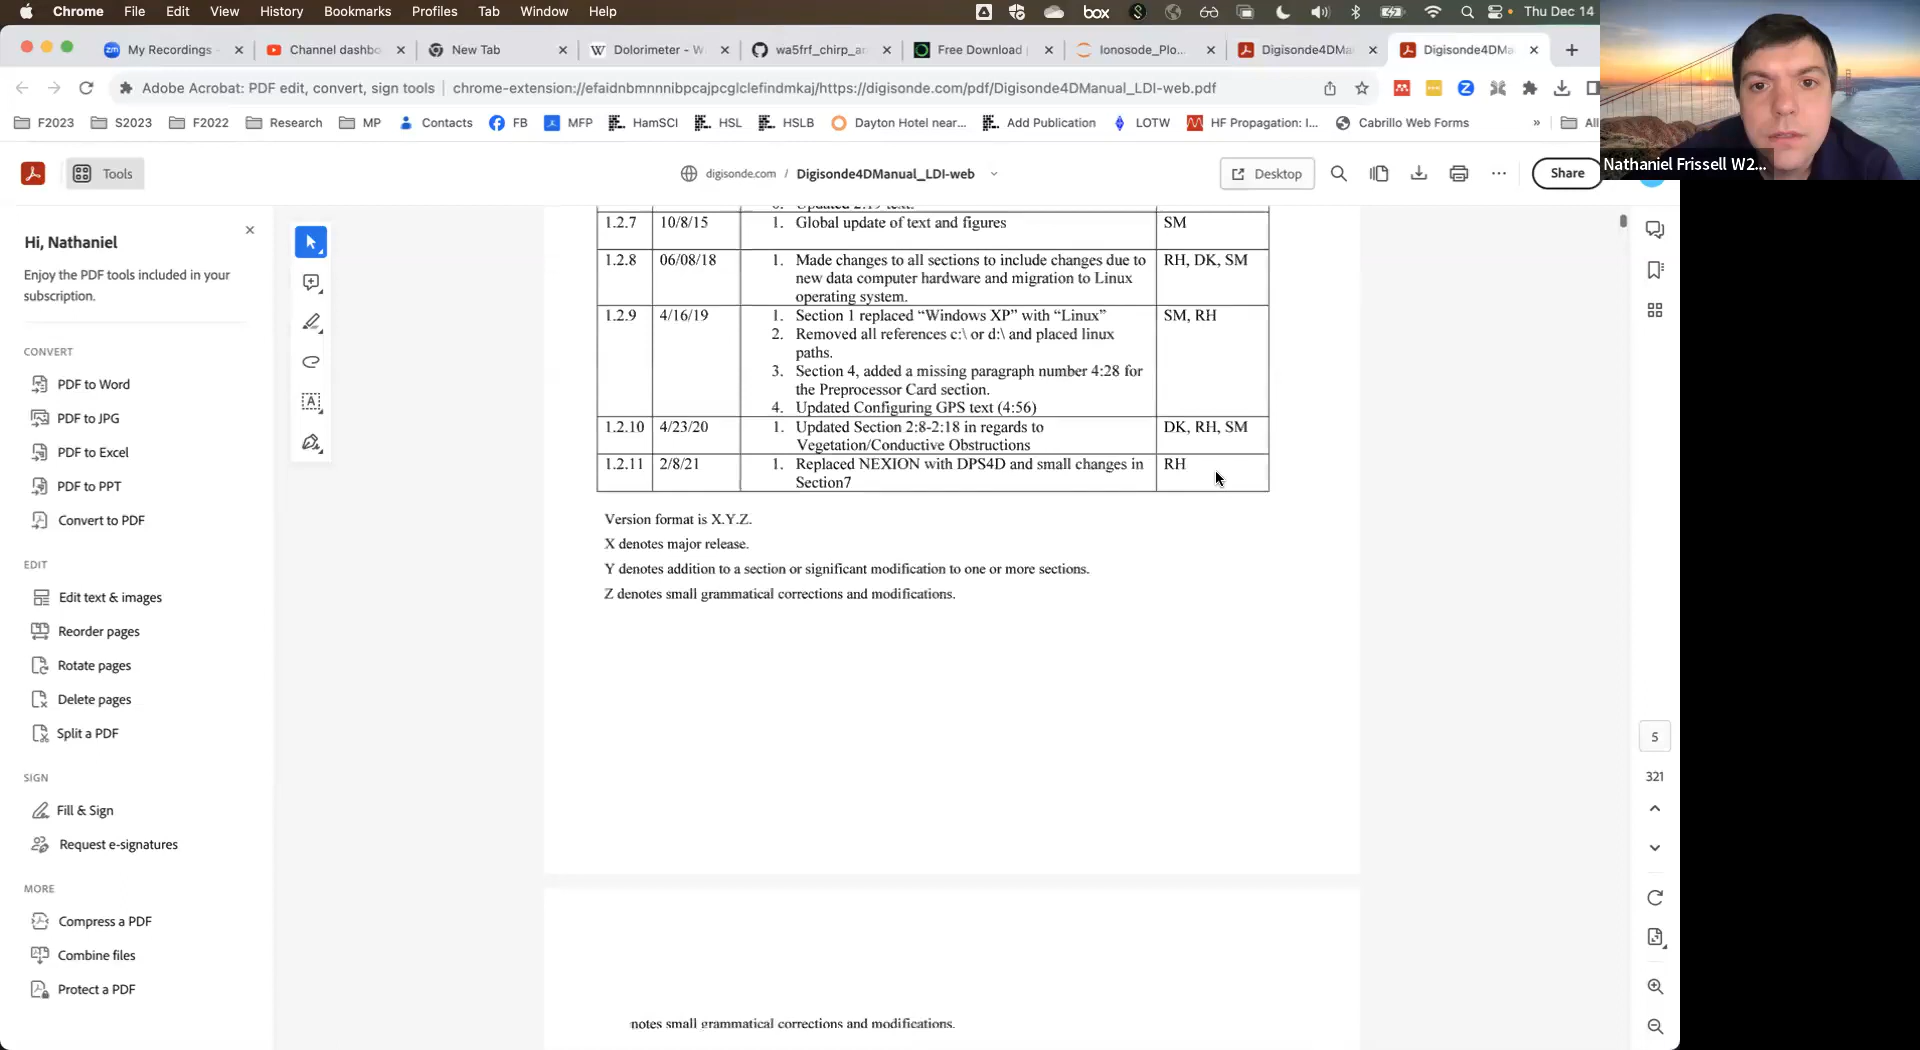 Chrome File Edit View History Bookmarks Profiles Tab Window Help box Thu Dec 14
My Recordings Channel dashbo New Tab Dolorimeter - W wa5frf_chirp_a Free Download Ionosode_Plo... Digisonde4DMa Digisonde4DMa
Adobe Acrobat: PDF edit, convert, sign tools chrome-extension://efaidnbmnnnibpcajpcglclefindmkaj/https://digisonde.com/pdf/Digisonde4DManual_LDI-web.pdf
F2023 S2023 F2022 Research MP Contacts FB MFP HamSCI HSL HSLB Dayton Hotel near... Add Publication LOTW HF Propagation: I... Cabrillo Web Forms » All
Nathaniel Frissell W2...
Tools digisonde.com / Digisonde4DManual_LDI-web Desktop Share
Hi, Nathaniel
Enjoy the PDF tools included in your
subscription.
CONVERT
PDF to Word
PDF to JPG
PDF to Excel
PDF to PPT
Convert to PDF
EDIT
Edit text & images
Reorder pages
Rotate pages
Delete pages
Split a PDF
SIGN
Fill & Sign
Request e-signatures
MORE
Compress a PDF
Combine files
Protect a PDF
1.2.7 10/8/15 1. Global update of text and figures SM
1.2.8 06/08/18 1. Made changes to all sections to include changes due to RH, DK, SM
new data computer hardware and migration to Linux
operating system.
1.2.9 4/16/19 1. Section 1 replaced “Windows XP” with “Linux” SM, RH
2. Removed all references c:\ or d:\ and placed linux
paths.
3. Section 4, added a missing paragraph number 4:28 for
the Preprocessor Card section.
4. Updated Configuring GPS text (4:56)
1.2.10 4/23/20 1. Updated Section 2:8-2:18 in regards to DK, RH, SM
Vegetation/Conductive Obstructions
1.2.11 2/8/21 1. Replaced NEXION with DPS4D and small changes in RH
Section7
Version format is X.Y.Z.
X denotes major release.
Y denotes addition to a section or significant modification to one or more sections.
Z denotes small grammatical corrections and modifications.
notes small grammatical corrections and modifications.
5
321